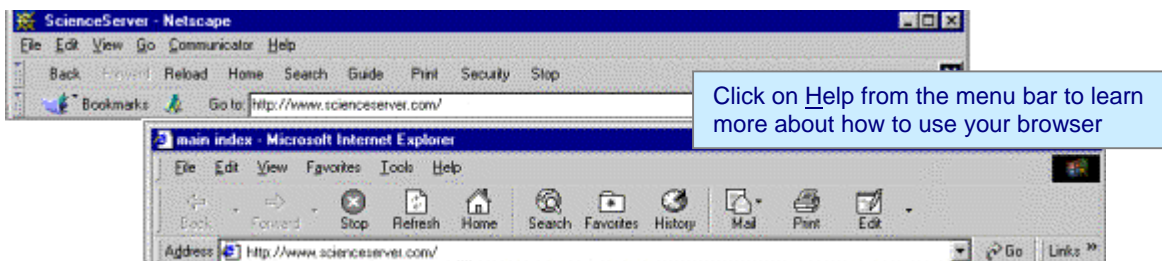 ScienceServer - Netscape
File Edit View Go Communicator Help
Back Forward Reload Home Search Guide Print Security Stop
Bookmarks Go to: http://www.scienceserver.com/
Click on Help from the menu bar to learn
more about how to use your browser
main index - Microsoft Internet Explorer
File Edit View Favorites Tools Help
Back Forward Stop Refresh Home Search Favorites History Mail Print Edit
Address http://www.scienceserver.com/ Go Links »